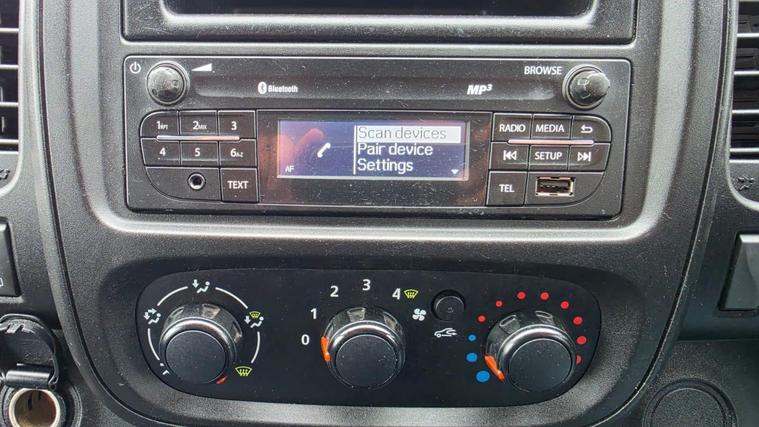 BROWSE
Bluetooth
MP3
1RPT 2MIX 3
4 5 6A-Z
TEXT
Scan devices
Pair device
Settings
AF
RADIO MEDIA
SETUP
TEL
0 1 2 3 4